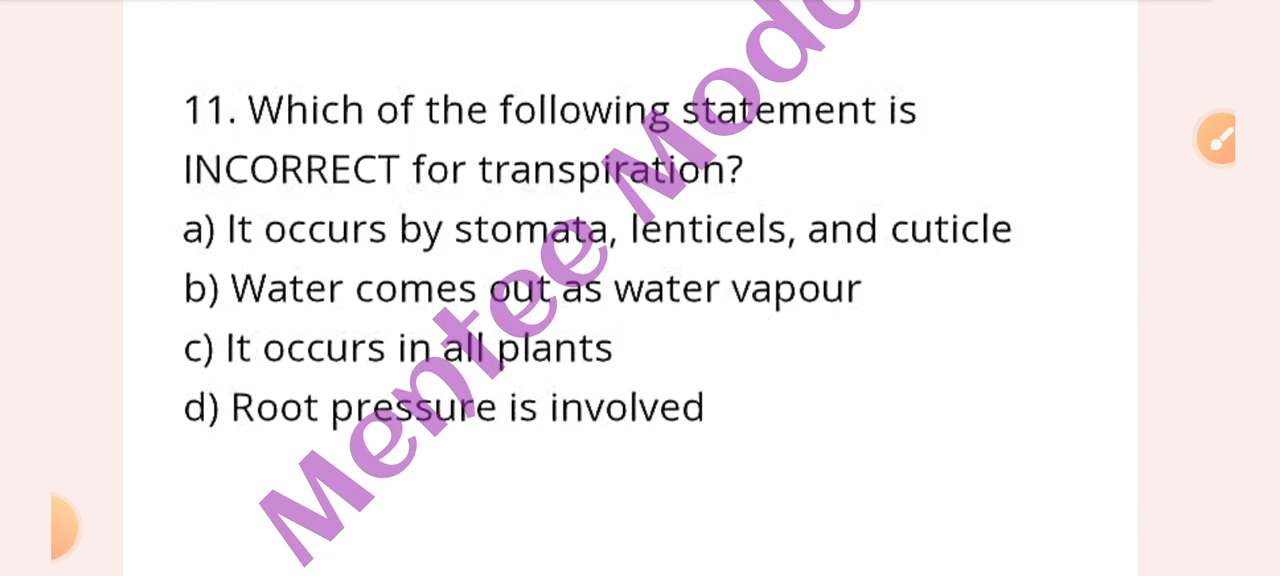 11. Which of the following statement is
INCORRECT for transpiration?
a) It occurs by stomata, lenticels, and cuticle
b) Water comes out as water vapour
c) It occurs in all plants
d) Root pressure is involved
Mentee